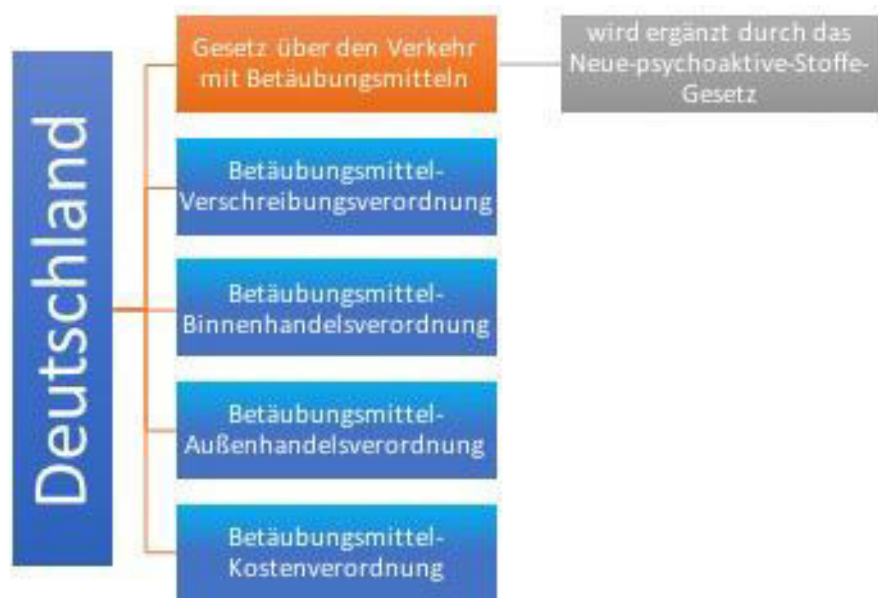 Deutschland
Gesetz über den Verkehr
mit Betäubungsmitteln
wird ergänzt durch das
Neue-psychoaktive-Stoffe-
Gesetz
Betäubungsmittel-
Verschreibungsverordnung
Betäubungsmittel-
Binnenhandelsverordnung
Betäubungsmittel-
Außenhandelsverordnung
Betäubungsmittel-
Kostenverordnung